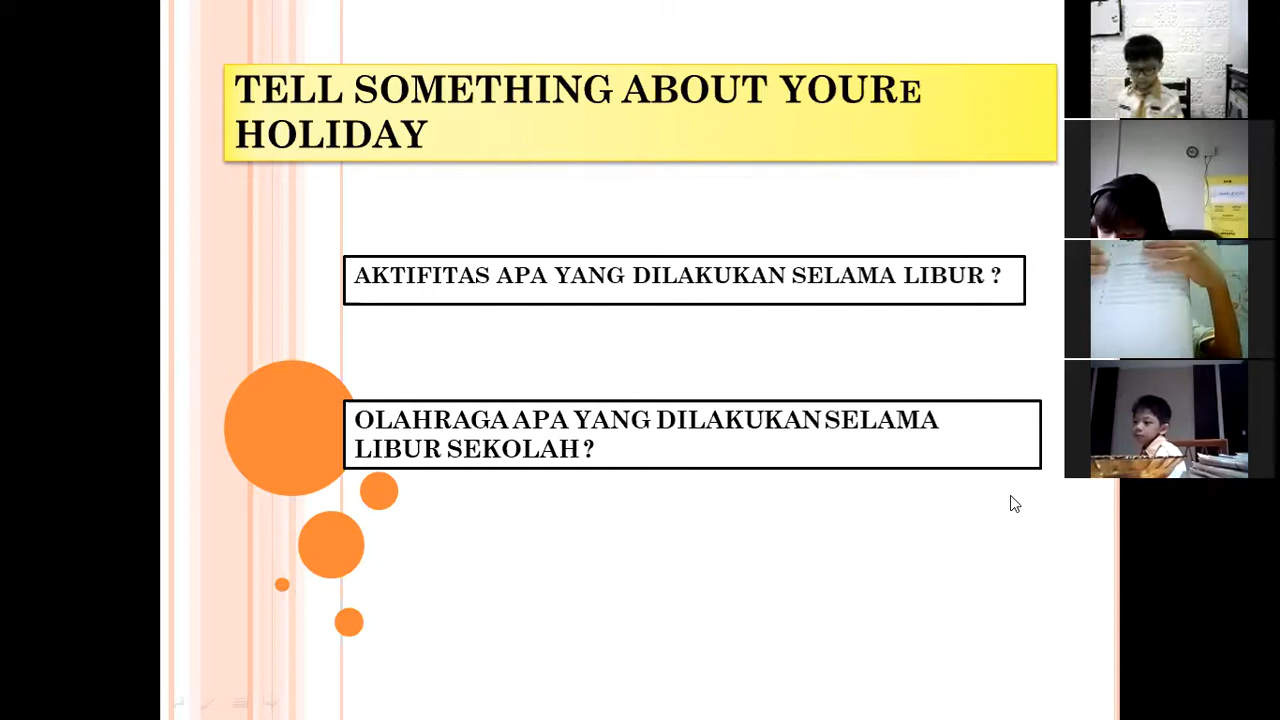 TELL SOMETHING ABOUT YOURE
HOLIDAY
AKTIFITAS APA YANG DILAKUKAN SELAMA LIBUR ?
OLAHRAGA APA YANG DILAKUKAN SELAMA
LIBUR SEKOLAH ?